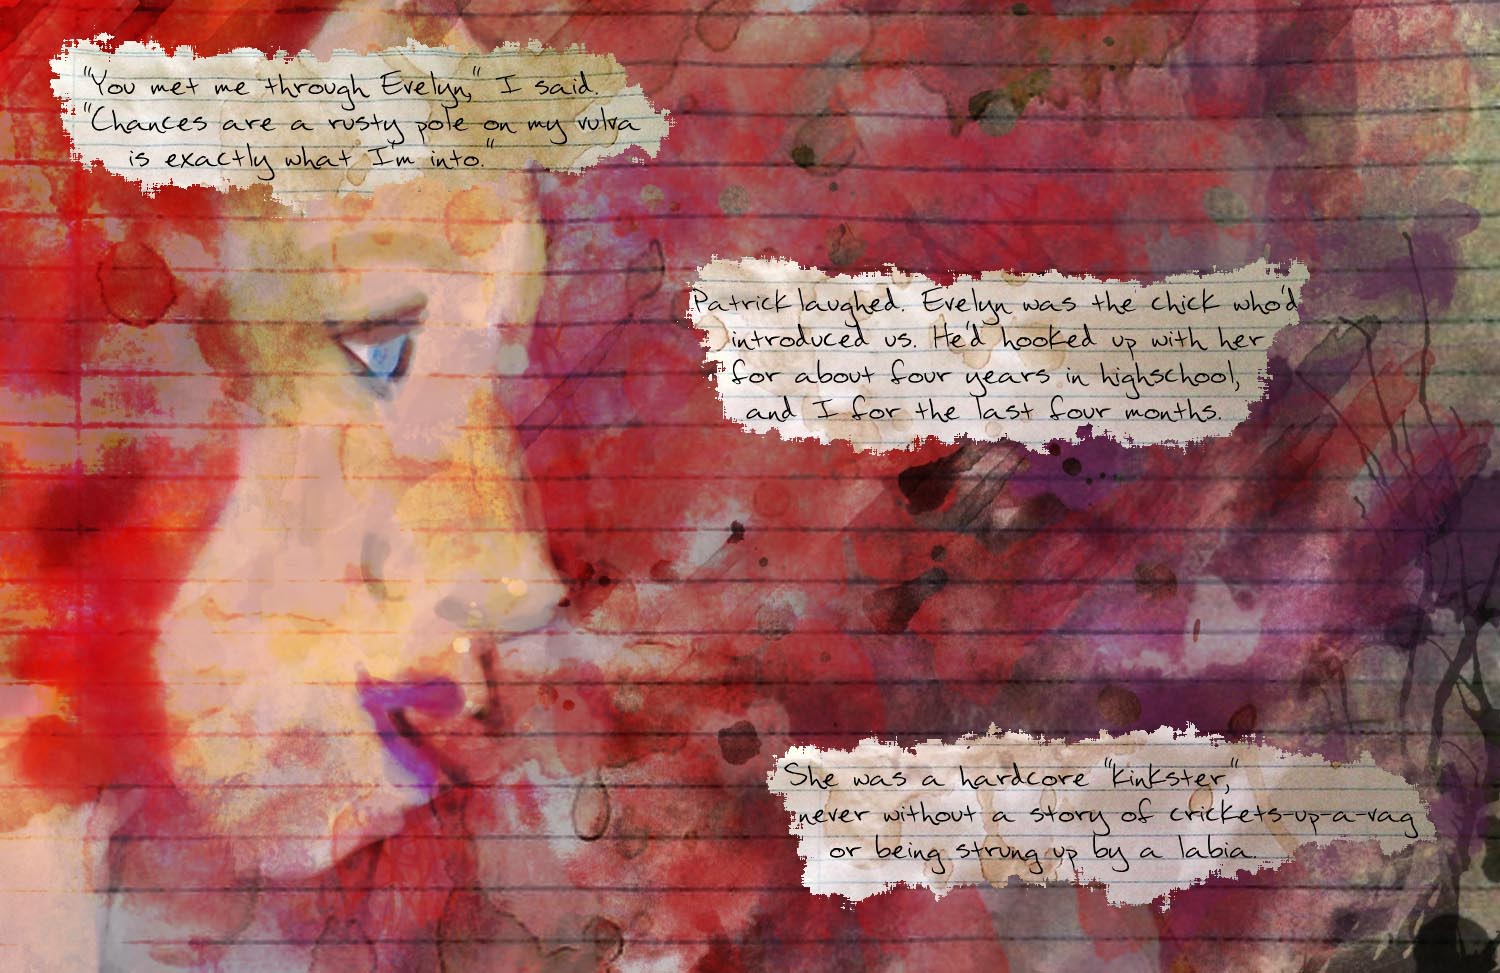 "You met me through Evelyn," I said.
"Chances are a rusty pole on my vulva
is exactly what I'm into."
Patrick laughed. Evelyn was the chick who'd
introduced us. He'd hooked up with her
for about four years in highschool,
and I for the last four months.
She was a hardcore "kinkster,"
never without a story of crickets-up-a-vag
or being strung up by a labia.